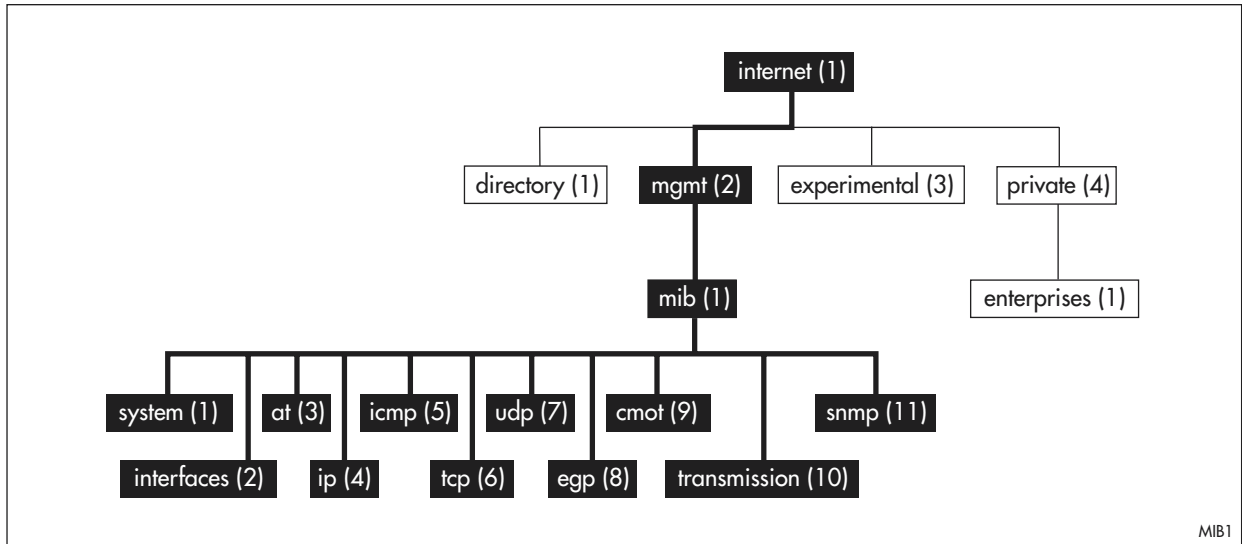 internet (1)
directory (1)
mgmt (2)
experimental (3)
private (4)
mib (1)
enterprises (1)
system (1)
at (3)
icmp (5)
udp (7)
cmot (9)
snmp (11)
interfaces (2)
ip (4)
tcp (6)
egp (8)
transmission (10)
MIB1